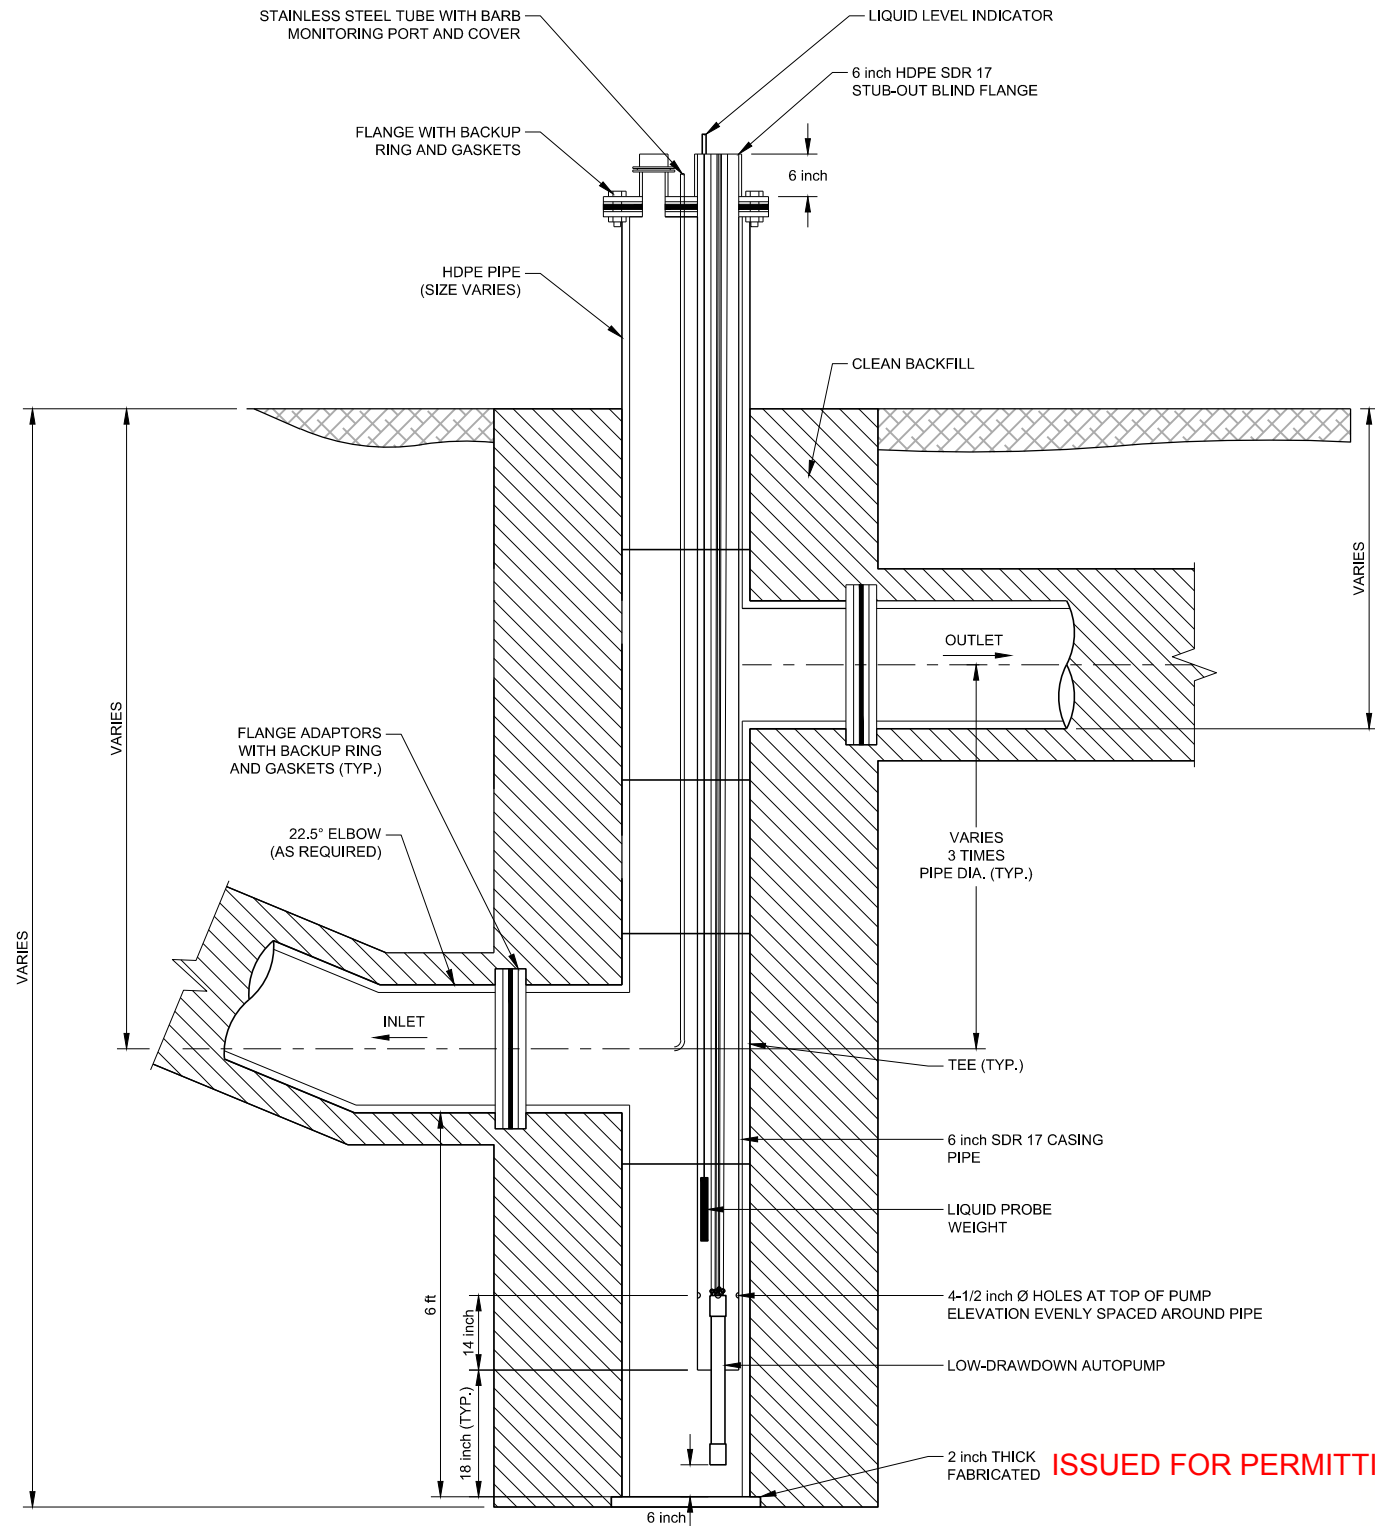 STAINLESS STEEL TUBE WITH BARB
MONITORING PORT AND COVER
LIQUID LEVEL INDICATOR
6 inch HDPE SDR 17
STUB-OUT BLIND FLANGE
FLANGE WITH BACKUP
RING AND GASKETS
6 inch
HDPE PIPE
(SIZE VARIES)
CLEAN BACKFILL
VARIES
VARIES
VARIES
OUTLET
FLANGE ADAPTORS
WITH BACKUP RING
AND GASKETS (TYP.)
22.5° ELBOW
(AS REQUIRED)
VARIES
3 TIMES
PIPE DIA. (TYP.)
INLET
TEE (TYP.)
6 inch SDR 17 CASING
PIPE
LIQUID PROBE
WEIGHT
6 ft
14 inch
4-1/2 inch Ø HOLES AT TOP OF PUMP
ELEVATION EVENLY SPACED AROUND PIPE
LOW-DRAWDOWN AUTOPUMP
18 inch (TYP.)
2 inch THICK
FABRICATED
ISSUED FOR PERMITTI
6 inch